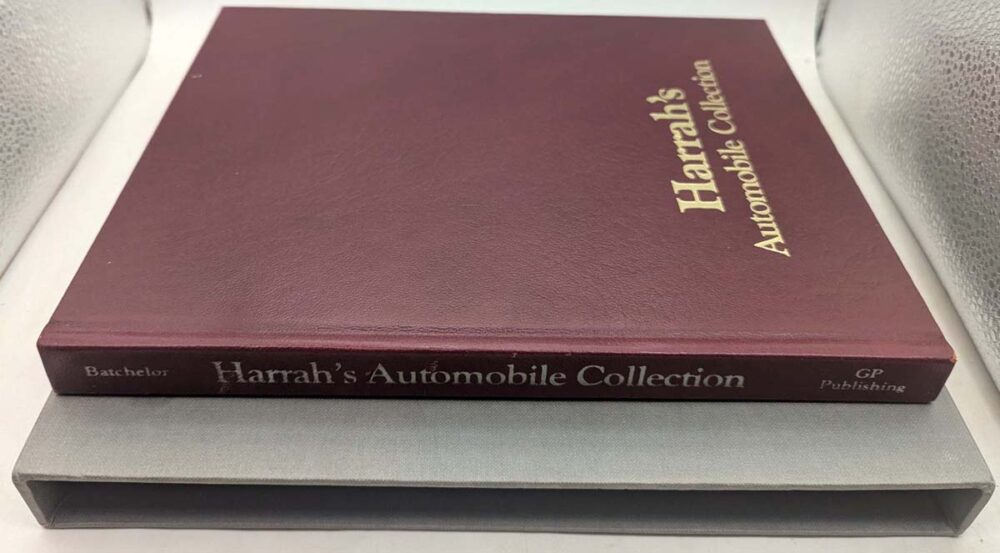 Harrah's
Automobile Collection
Batchelor
Harrah's Automobile Collection
GP
Publishing